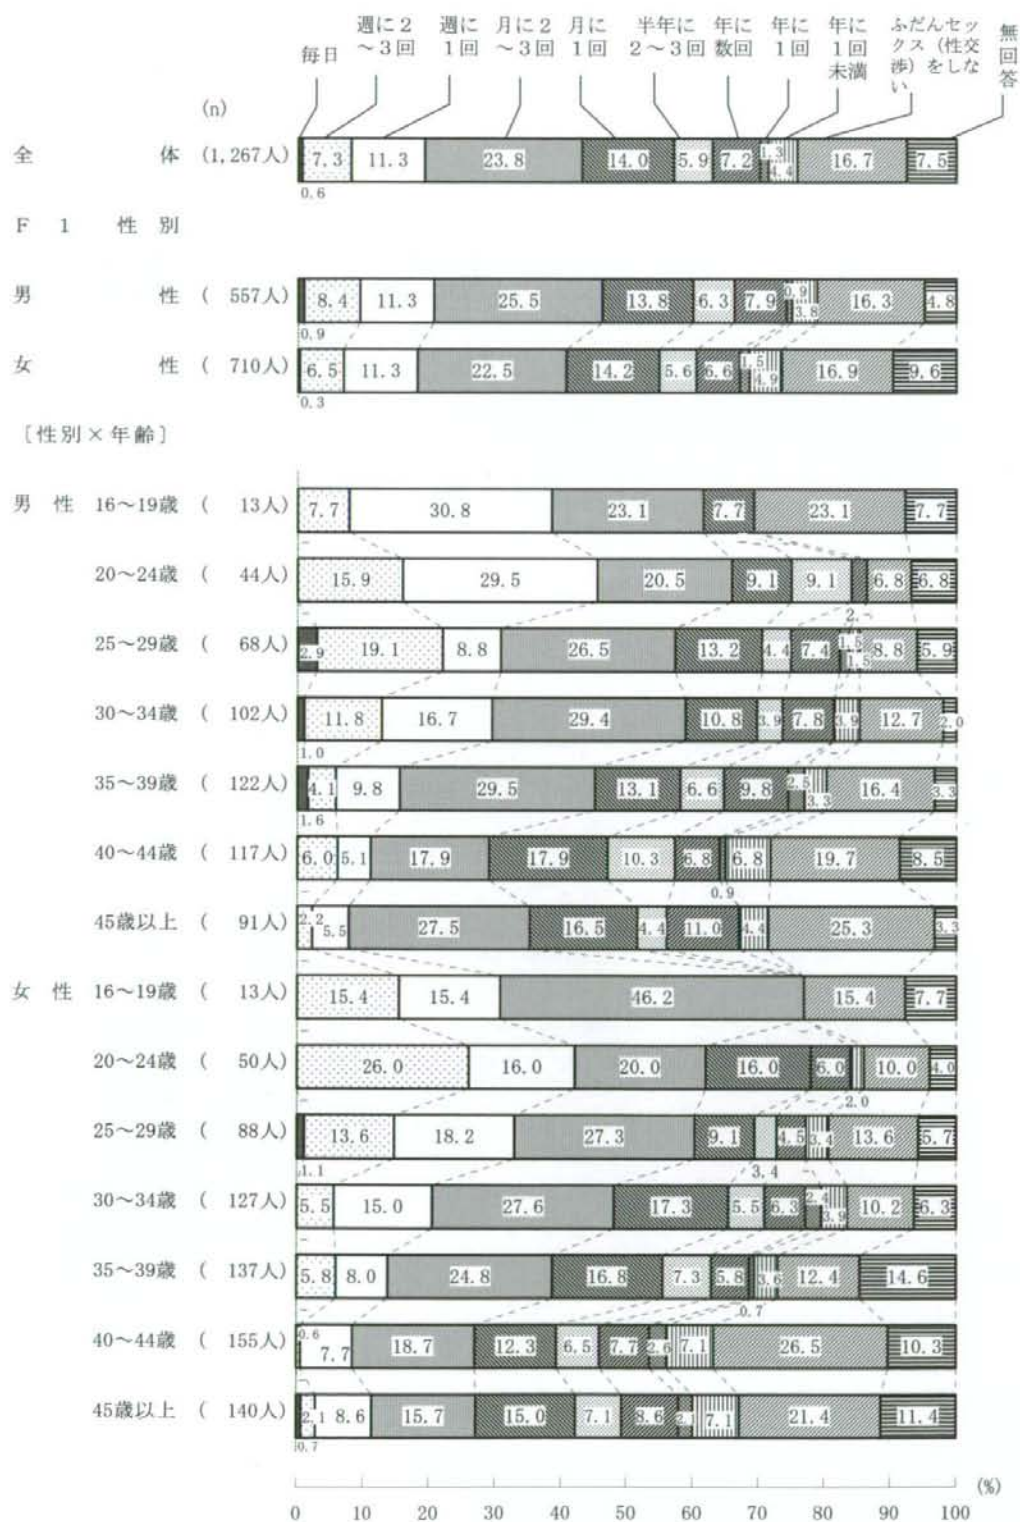 毎日
週に2
～3回
週に
1回
月に2
～3回
月に
1回
半年に
2～3回
年に
数回
年に
1回
年に
1回
未満
ふだんセッ
クス（性交
渉）をしな
い
無回答
(n)
全体 (1,267人) 7.3 11.3 23.8 14.0 5.9 7.2 1.3 4.4 16.7 7.5
0.6
F1 性別
男性 ( 557人) 8.4 11.3 25.5 13.8 6.3 7.9 0.9 3.8 16.3 4.8
0.9
女性 ( 710人) 6.5 11.3 22.5 14.2 5.6 6.6 1.5 4.9 16.9 9.6
0.3
[性別×年齢]
男性 16～19歳 ( 13人) 7.7 30.8 23.1 7.7 23.1 7.7
20～24歳 ( 44人) 15.9 29.5 20.5 9.1 9.1 6.8 6.8
2.
25～29歳 ( 68人) 2.9 19.1 8.8 26.5 13.2 4.4 7.4 1.5 1.5 8.8 5.9
30～34歳 ( 102人) 11.8 16.7 29.4 10.8 3.9 7.8 3.9 12.7 2.0
1.0
35～39歳 ( 122人) 4.1 9.8 29.5 13.1 6.6 9.8 2.5 3.3 16.4 3.3
1.6
40～44歳 ( 117人) 6.0 5.1 17.9 17.9 10.3 6.8 6.8 19.7 8.5
0.9
45歳以上 ( 91人) 2.2 5.5 27.5 16.5 4.4 11.0 4.4 25.3 3.3
女性 16～19歳 ( 13人) 15.4 15.4 46.2 15.4 7.7
20～24歳 ( 50人) 26.0 16.0 20.0 16.0 6.0 10.0 4.0
2.0
25～29歳 ( 88人) 13.6 18.2 27.3 9.1 4.5 3.4 13.6 5.7
1.1 3.4
30～34歳 ( 127人) 5.5 15.0 27.6 17.3 5.5 6.3 2.4 3.9 10.2 6.3
35～39歳 ( 137人) 5.8 8.0 24.8 16.8 7.3 5.8 3.6 12.4 14.6
0.7
40～44歳 ( 155人) 0.6 7.7 18.7 12.3 6.5 7.7 2.6 7.1 26.5 10.3
45歳以上 ( 140人) 2.1 8.6 15.7 15.0 7.1 8.6 2.1 7.1 21.4 11.4
0.7
0 10 20 30 40 50 60 70 80 90 100 (%)